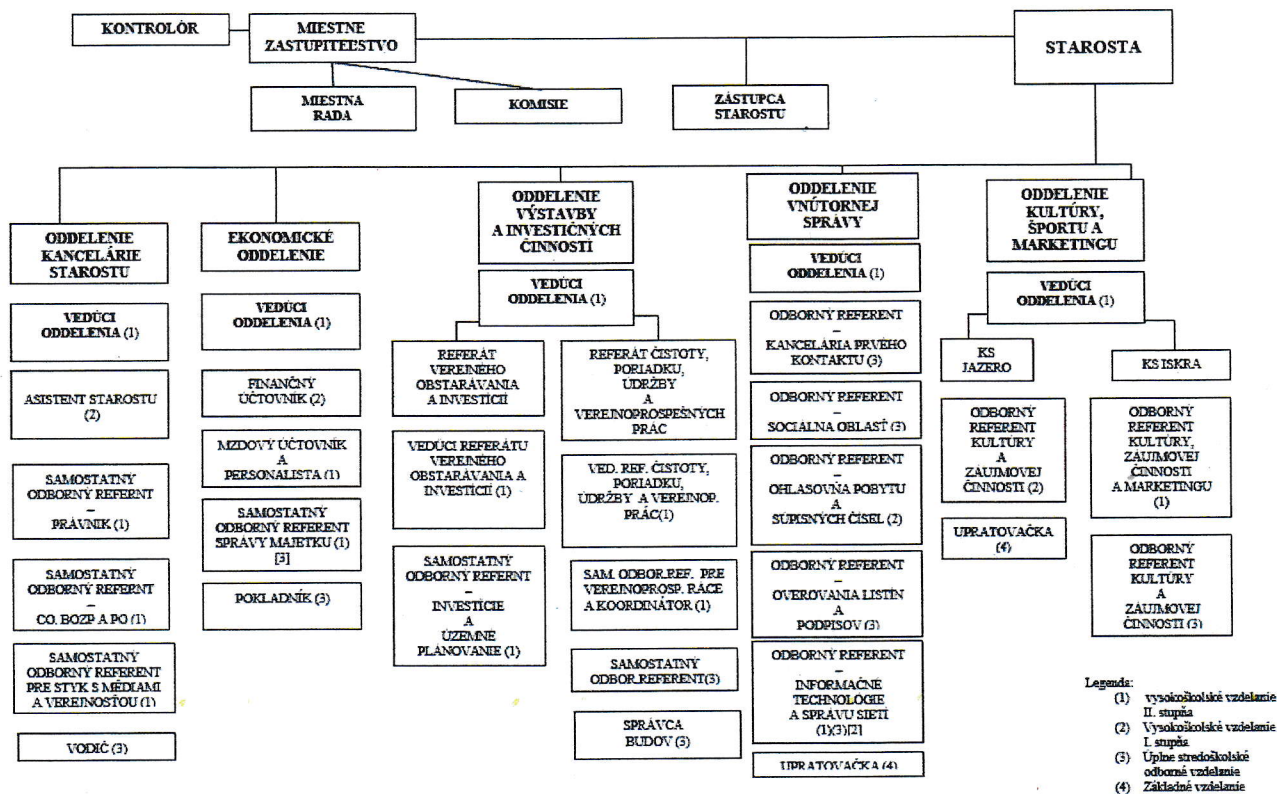 KONTROLÓR
MIESTNE
ZASTUPITEĽSTVO
STAROSTA
MIESTNA
RADA
KOMISIE
ZÁSTUPCA
STAROSTU
ODDELENIE
KANCELÁRIE
STAROSTU
VEDÚCI
ODDELENIA (1)
ASISTENT STAROSTU
(2)
SAMOSTATNÝ
ODBORNÝ REFERNT
–
PRÁVNIK (1)
SAMOSTATNÝ
ODBORNÝ REFERNT
–
CO. BOZP A PO (1)
SAMOSTATNÝ
ODBORNÝ REFERENT
PRE STYK S MÉDIAMI
A VEREJNOSŤOU (1)
VODIČ (3)
EKONOMICKÉ
ODDELENIE
VEDÚCI
ODDELENIA (1)
FINANČNÝ
ÚČTOVNÍK (2)
MZDOVÝ ÚČTOVNÍK
A
PERSONALISTA (1)
SAMOSTATNÝ
ODBORNÝ REFERENT
SPRÁVY MAJETKU (1)
[3]
POKLADNÍK (3)
ODDELENIE
VÝSTAVBY
A INVESTIČNÝCH
ČINNOSTÍ
VEDÚCI
ODDELENIA (1)
REFERÁT
VEREJNÉHO
OBSTARÁVANIA
A INVESTÍCIÍ
VEDÚCI REFERÁTU
VEREJNÉHO
OBSTARÁVANIA A
INVESTÍCIÍ (1)
SAMOSTATNÝ
ODBORNÝ REFERNT
–
INVESTÍCIE
A
ÚZEMNÉ
PLÁNOVANIE (1)
REFERÁT ČISTOTY,
PORIADKU,
ÚDRŽBY
A
VEREJNOPROSPEŠNÝCH
PRÁC
VED. REF. ČISTOTY,
PORIADKU,
ÚDRŽBY A VEREJNOP.
PRÁC(1)
SAM. ODBOR.REF. PRE
VEREJNOPROSP. PRÁCE
A KOORDINÁTOR (1)
SAMOSTATNÝ
ODBOR.REFERENT(3)
SPRÁVCA
BUDOV (3)
ODDELENIE
VNÚTORNEJ
SPRÁVY
VEDÚCI
ODDELENIA (1)
ODBORNÝ REFERENT
–
KANCELÁRIA PRVÉHO
KONTAKTU (3)
ODBORNÝ REFERENT
–
SOCIÁLNA OBLASŤ (3)
ODBORNÝ REFERENT
–
OHLASOVŇA POBYTU
A
SÚPISNÝCH ČÍSEL (2)
ODBORNÝ REFERENT
–
OVEROVANIA LISTÍN
A
PODPISOV (3)
ODBORNÝ REFERENT
–
INFORMAČNÉ
TECHNOLÓGIE
A SPRÁVU SIETÍ
(1)(3)[2]
UPRATOVAČKA (4)
ODDELENIE
KULTÚRY,
ŠPORTU A
MARKETINGU
VEDÚCI
ODDELENIA (1)
KS
JAZERO
ODBORNÝ
REFERENT
KULTÚRY
A
ZÁUJMOVEJ
ČINNOSTI (2)
UPRATOVAČKA
(4)
KS ISKRA
ODBORNÝ
REFERENT
KULTÚRY,
ZÁUJMOVEJ
ČINNOSTI
A MARKETINGU
(1)
ODBORNÝ
REFERENT
KULTÚRY
A
ZÁUJMOVEJ
ČINNOSTI (3)
Legenda:
(1) vysokoškolské vzdelanie
II. stupňa
(2) Vysokoškolské vzdelanie
I. stupňa
(3) Úplne stredoškolské
odborné vzdelanie
(4) Základné vzdelanie